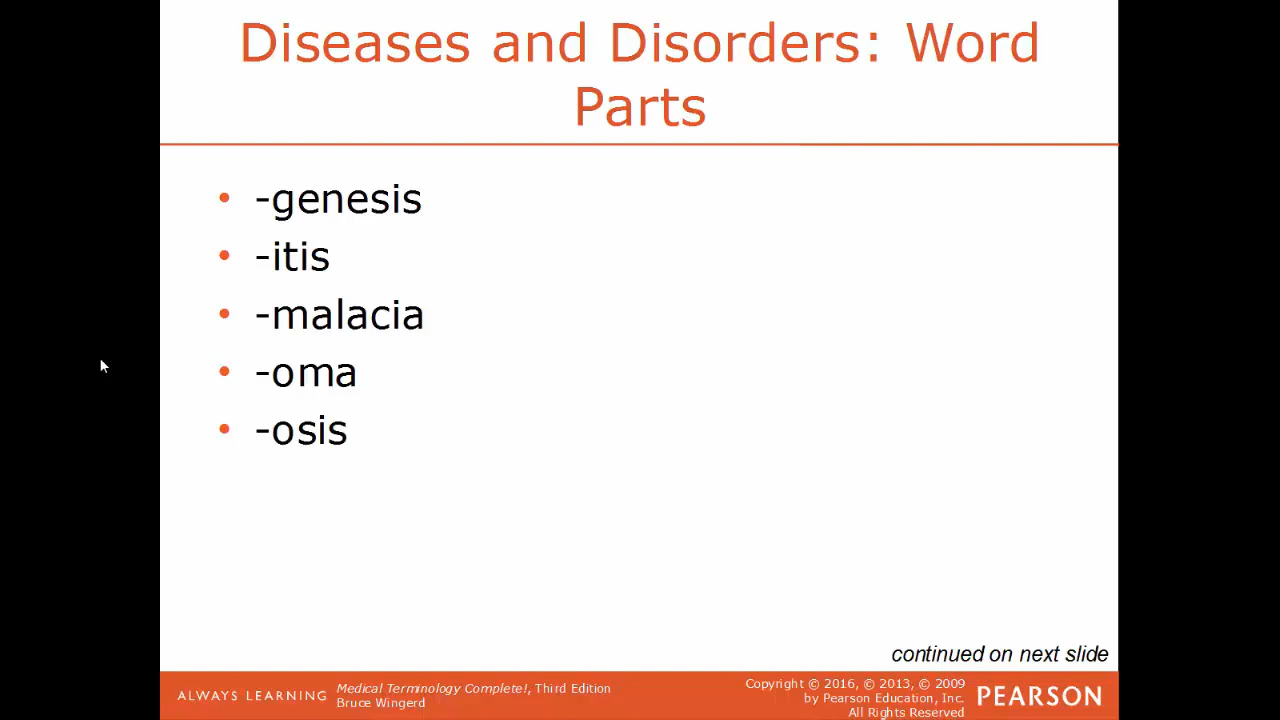 Diseases and Disorders: Word
Parts
• -genesis
• -itis
• -malacia
• -oma
• -osis
continued on next slide
ALWAYS LEARNING
Medical Terminology Complete!, Third Edition
Bruce Wingerd
Copyright © 2016, © 2013, © 2009
by Pearson Education, Inc.
All Rights Reserved
PEARSON